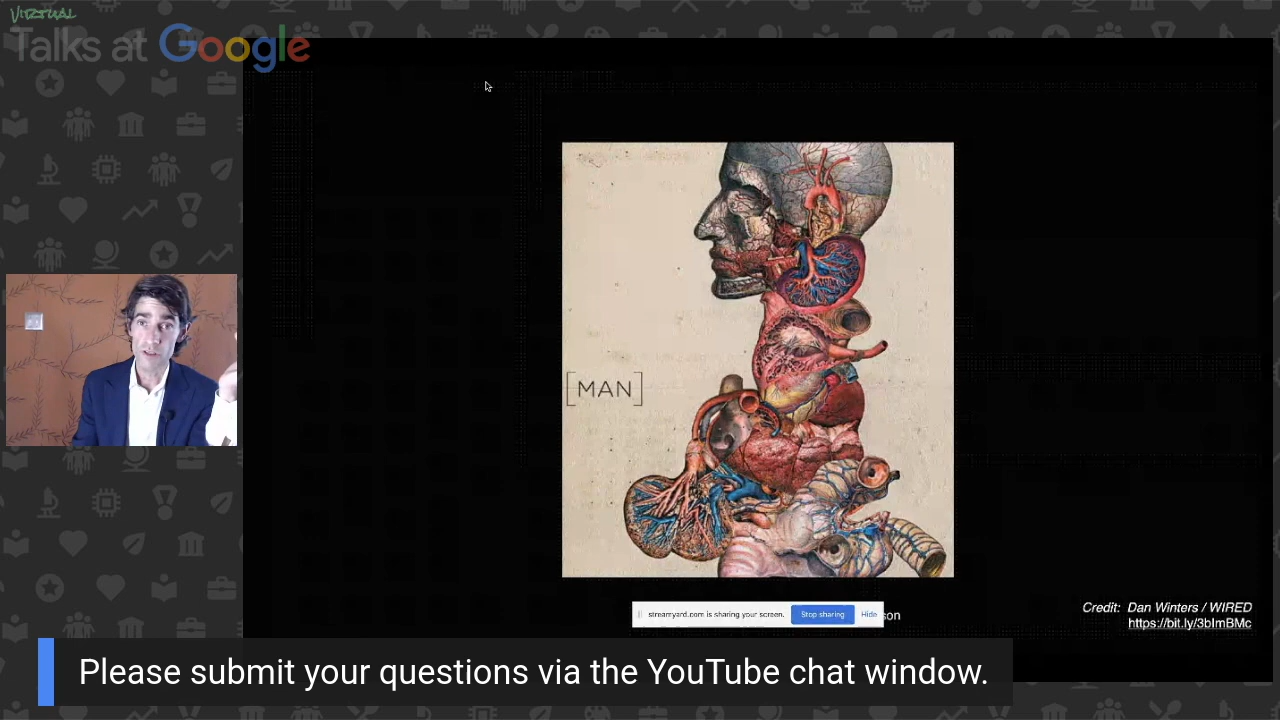 VIRTUAL
Talks at Google
[MAN]
streamyard.com is sharing your screen. Stop sharing Hide
son
Credit: Dan Winters / WIRED
https://bit.ly/3bImBMc
Please submit your questions via the YouTube chat window.